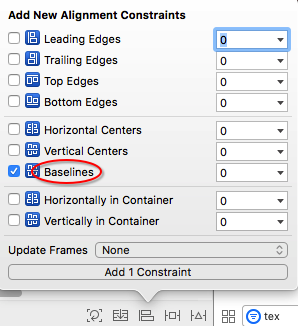 Add New Alignment Constraints
Leading Edges 0
Trailing Edges 0
Top Edges 0
Bottom Edges 0
Horizontal Centers 0
Vertical Centers 0
Baselines 0
Horizontally in Container 0
Vertically in Container 0
Update Frames None
Add 1 Constraint
tex